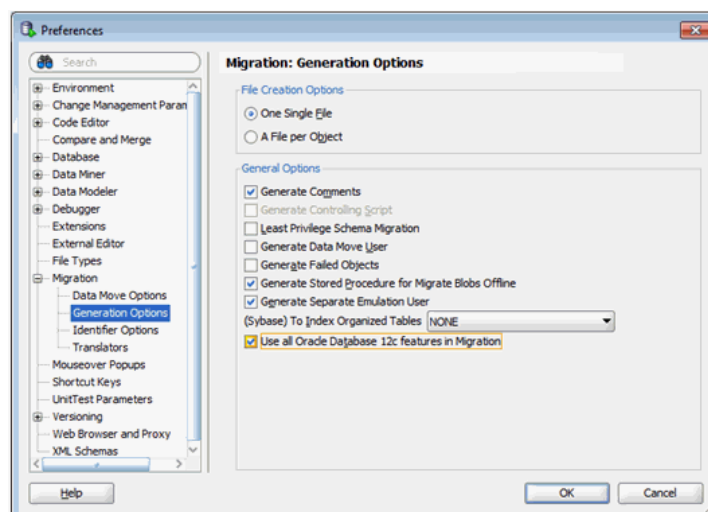 Preferences
Search
Environment
Change Management Param
Code Editor
Compare and Merge
Database
Data Miner
Data Modeler
Debugger
Extensions
External Editor
File Types
Migration
Data Move Options
Generation Options
Identifier Options
Translators
Mouseover Popups
Shortcut Keys
UnitTest Parameters
Versioning
Web Browser and Proxy
XML Schemas
Migration: Generation Options
File Creation Options
One Single File
A File per Object
General Options
Generate Comments
Generate Controlling Script
Least Privilege Schema Migration
Generate Data Move User
Generate Failed Objects
Generate Stored Procedure for Migrate Blobs Offline
Generate Separate Emulation User
(Sybase) To Index Organized Tables NONE
Use all Oracle Database 12c features in Migration
Help
OK
Cancel